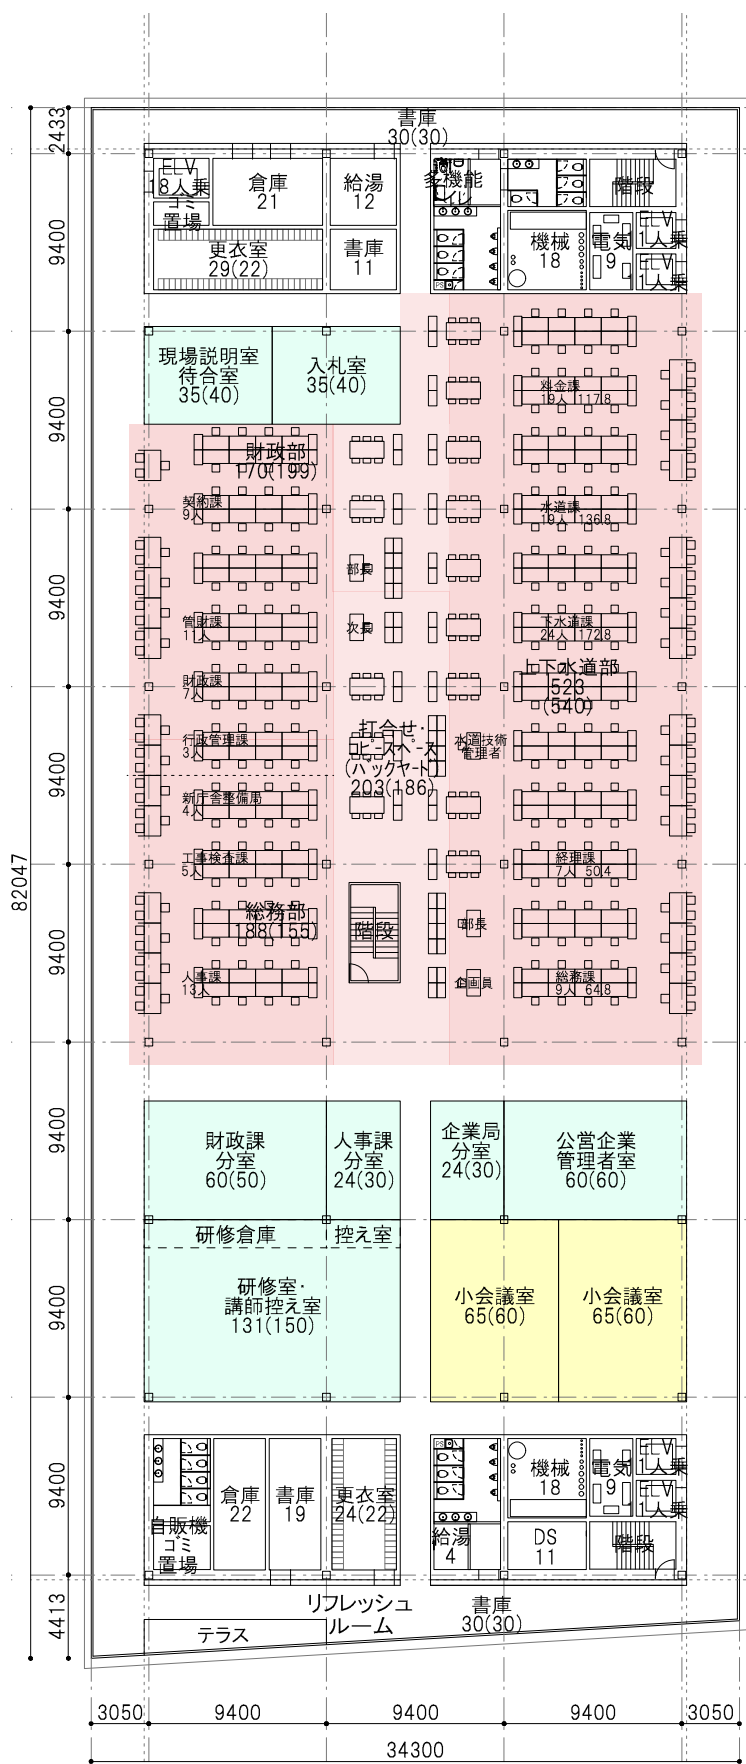 書庫
30(30)
2433
9400
9400
9400
9400
9400
9400
9400
9400
4413
82047
ELV
18人乗
ゴミ
置場
倉庫
21
給湯
12
更衣室
29(22)
書庫
11
多機能
トイレ
機械
18
電気
9
階段
ELV
11人乗
ELV
11人乗
PS
現場説明室
待合室
35(40)
入札室
35(40)
財政部
170(199)
契約課
9人
管財課
11人
財政課
7人
行政管理課
3人
新庁舎整備局
4人
工事検査課
5人
総務部
188(155)
人事課
13人
部長
次長
打合せ・
コピースペース
(バックヤード)
203(186)
階段
料金課
19人 117.8
水道課
19人 136.8
下水道課
24人 172.8
上下水道部
523
(540)
水道技術
管理者
経理課
7人 50.4
部長
企画員
総務課
9人 64.8
財政課
分室
60(50)
人事課
分室
24(30)
企業局
分室
24(30)
公営企業
管理者室
60(60)
研修倉庫
控え室
研修室・
講師控え室
131(150)
小会議室
65(60)
小会議室
65(60)
自販機
ゴミ
置場
倉庫
22
書庫
19
更衣室
24(22)
PS
給湯
4
機械
18
電気
9
DS
11
階段
ELV
11人乗
ELV
11人乗
リフレッシュ
ルーム
書庫
30(30)
テラス
3050
9400
9400
9400
3050
34300